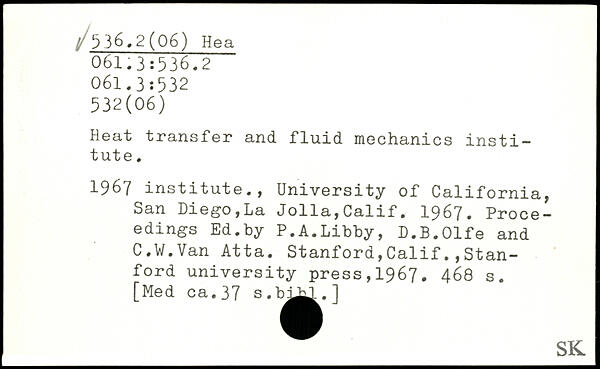 536.2(06) Hea
061.3:536.2
061.3:532
532(06)
Heat transfer and fluid mechanics insti-
tute.
1967 institute., University of California,
San Diego,La Jolla,Calif. 1967. Proce-
edings Ed.by P.A.Libby, D.B.Olfe and
C.W.Van Atta. Stanford,Calif.,Stan-
ford university press,1967. 468 s.
[Med ca.37 s.bibl.]
SK